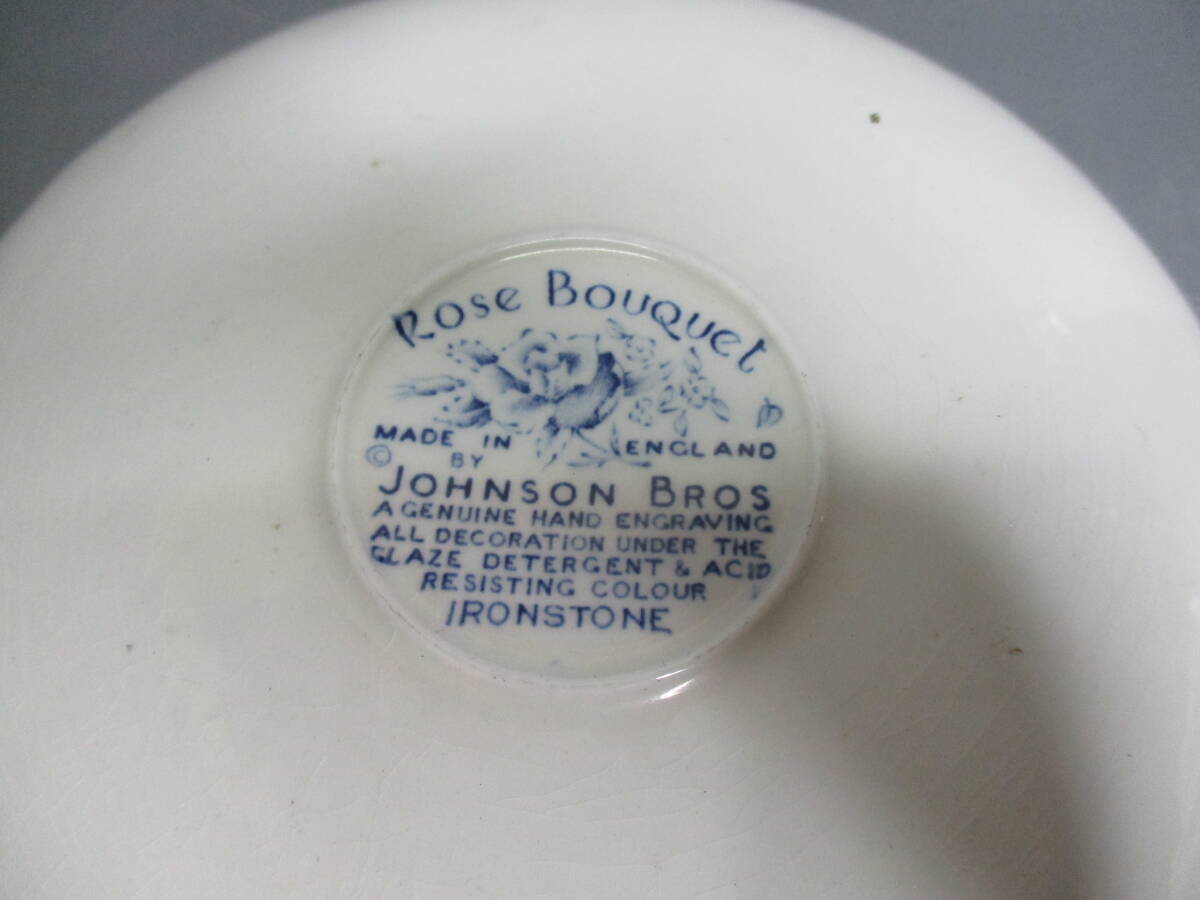 Rose Bouquet
MADE IN ENGLAND
© BY
JOHNSON BROS
A GENUINE HAND ENGRAVING
ALL DECORATION UNDER THE
GLAZE DETERGENT & ACID
RESISTING COLOUR
IRONSTONE